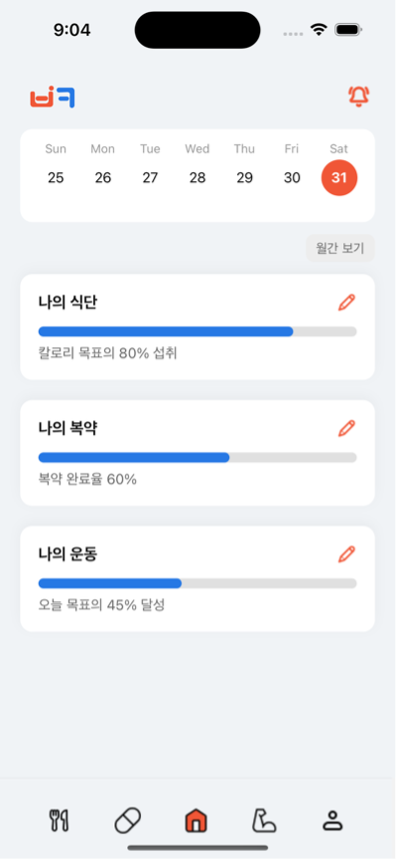 9:04
Sun Mon Tue Wed Thu Fri Sat
25 26 27 28 29 30 31
월간 보기
나의 식단
칼로리 목표의 80% 섭취
나의 복약
복약 완료율 60%
나의 운동
오늘 목표의 45% 달성